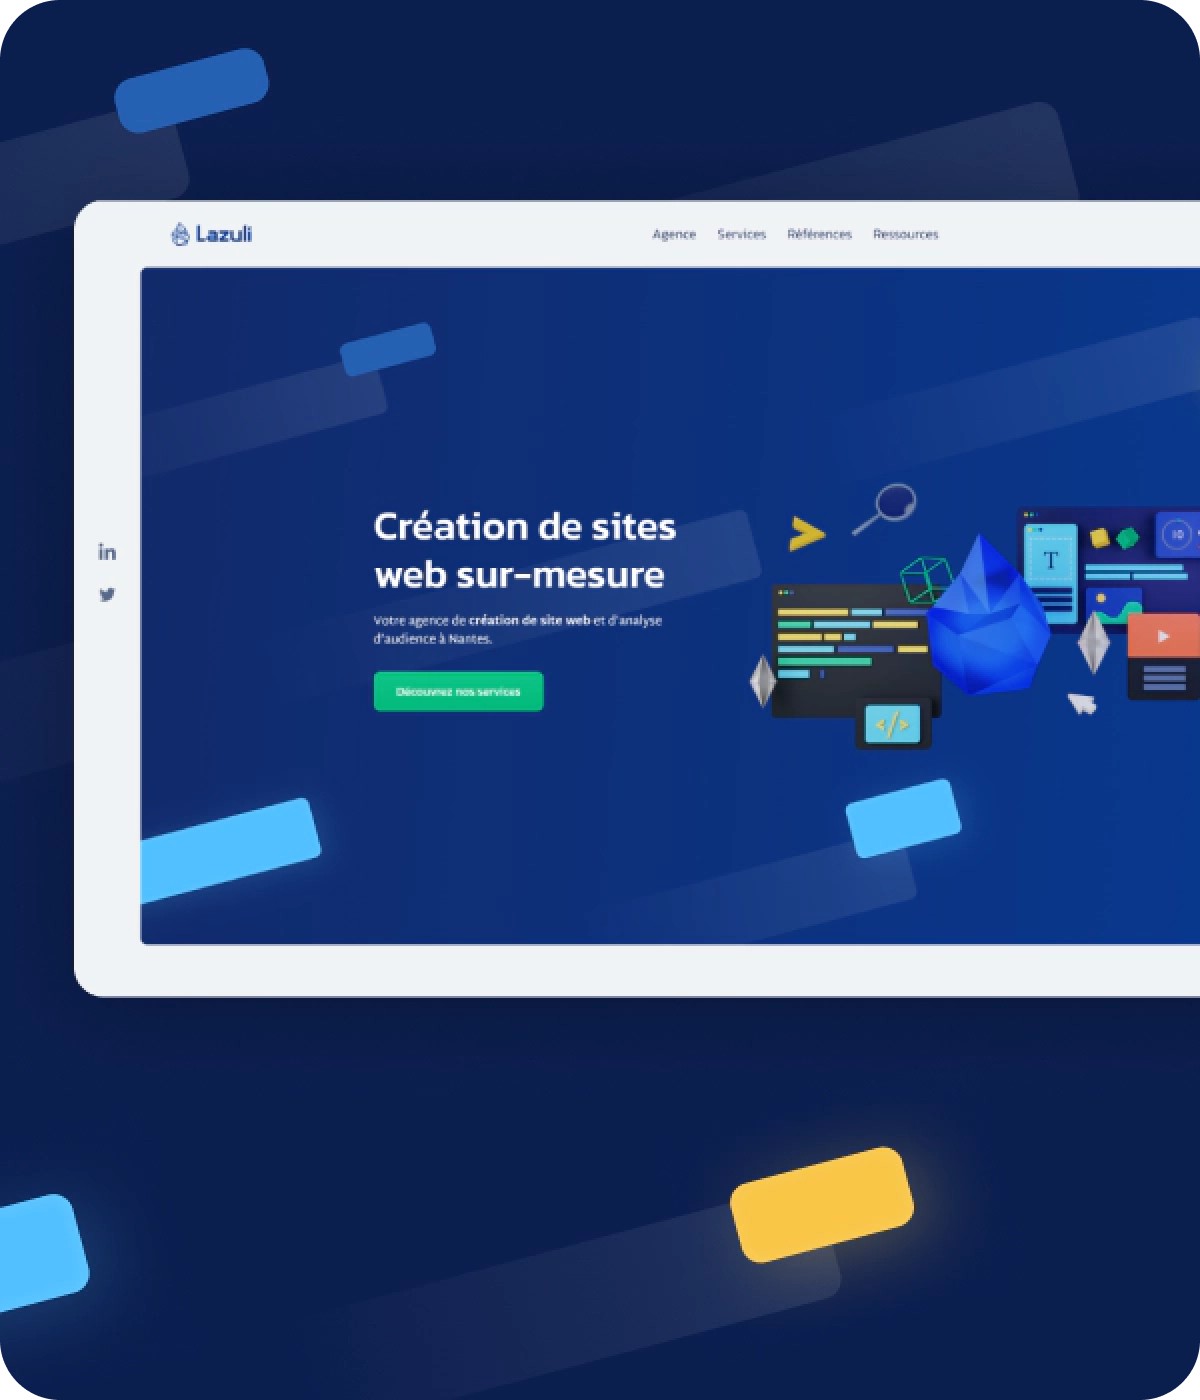 Lazuli
Agence Services Références Ressources
in
Création de sites
web sur-mesure
Votre agence de création de site web et d'analyse
d'audience à Nantes.
Découvrez nos services
T
</>